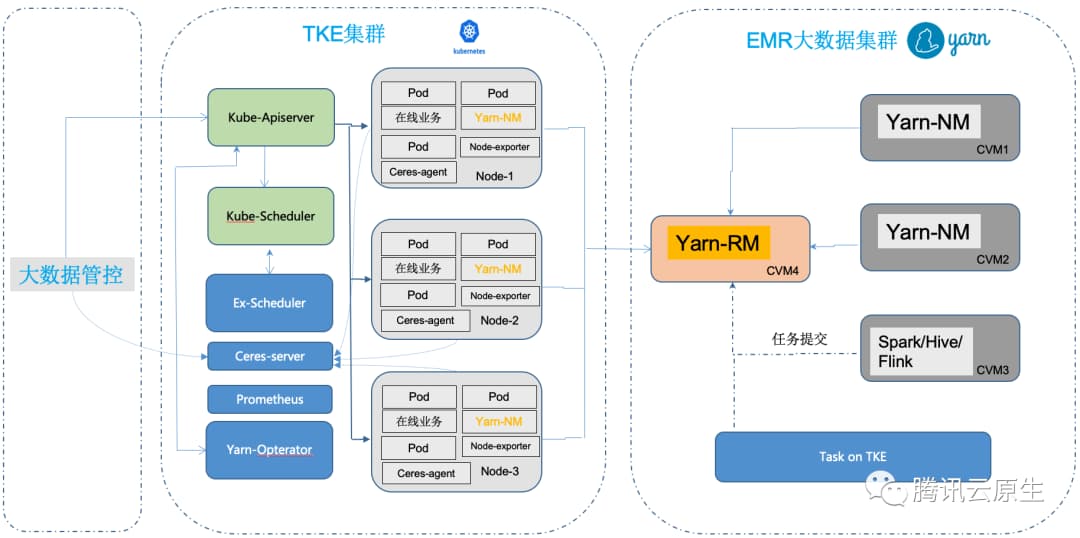 大数据管控
TKE集群
kubernetes
Kube-Apiserver
Kube-Scheduler
Ex-Scheduler
Ceres-server
Prometheus
Yarn-Opterator
Pod
Pod
在线业务
Yarn-NM
Pod
Node-exporter
Ceres-agent
Node-1
Pod
Pod
在线业务
Yarn-NM
Pod
Node-exporter
Ceres-agent
Node-2
Pod
Pod
在线业务
Yarn-NM
Pod
Node-exporter
Ceres-agent
Node-3
EMR大数据集群
yarn
Yarn-NM
CVM1
Yarn-RM
CVM4
Yarn-NM
CVM2
任务提交
Spark/Hive/
Flink
CVM3
Task on TKE
腾讯云原生